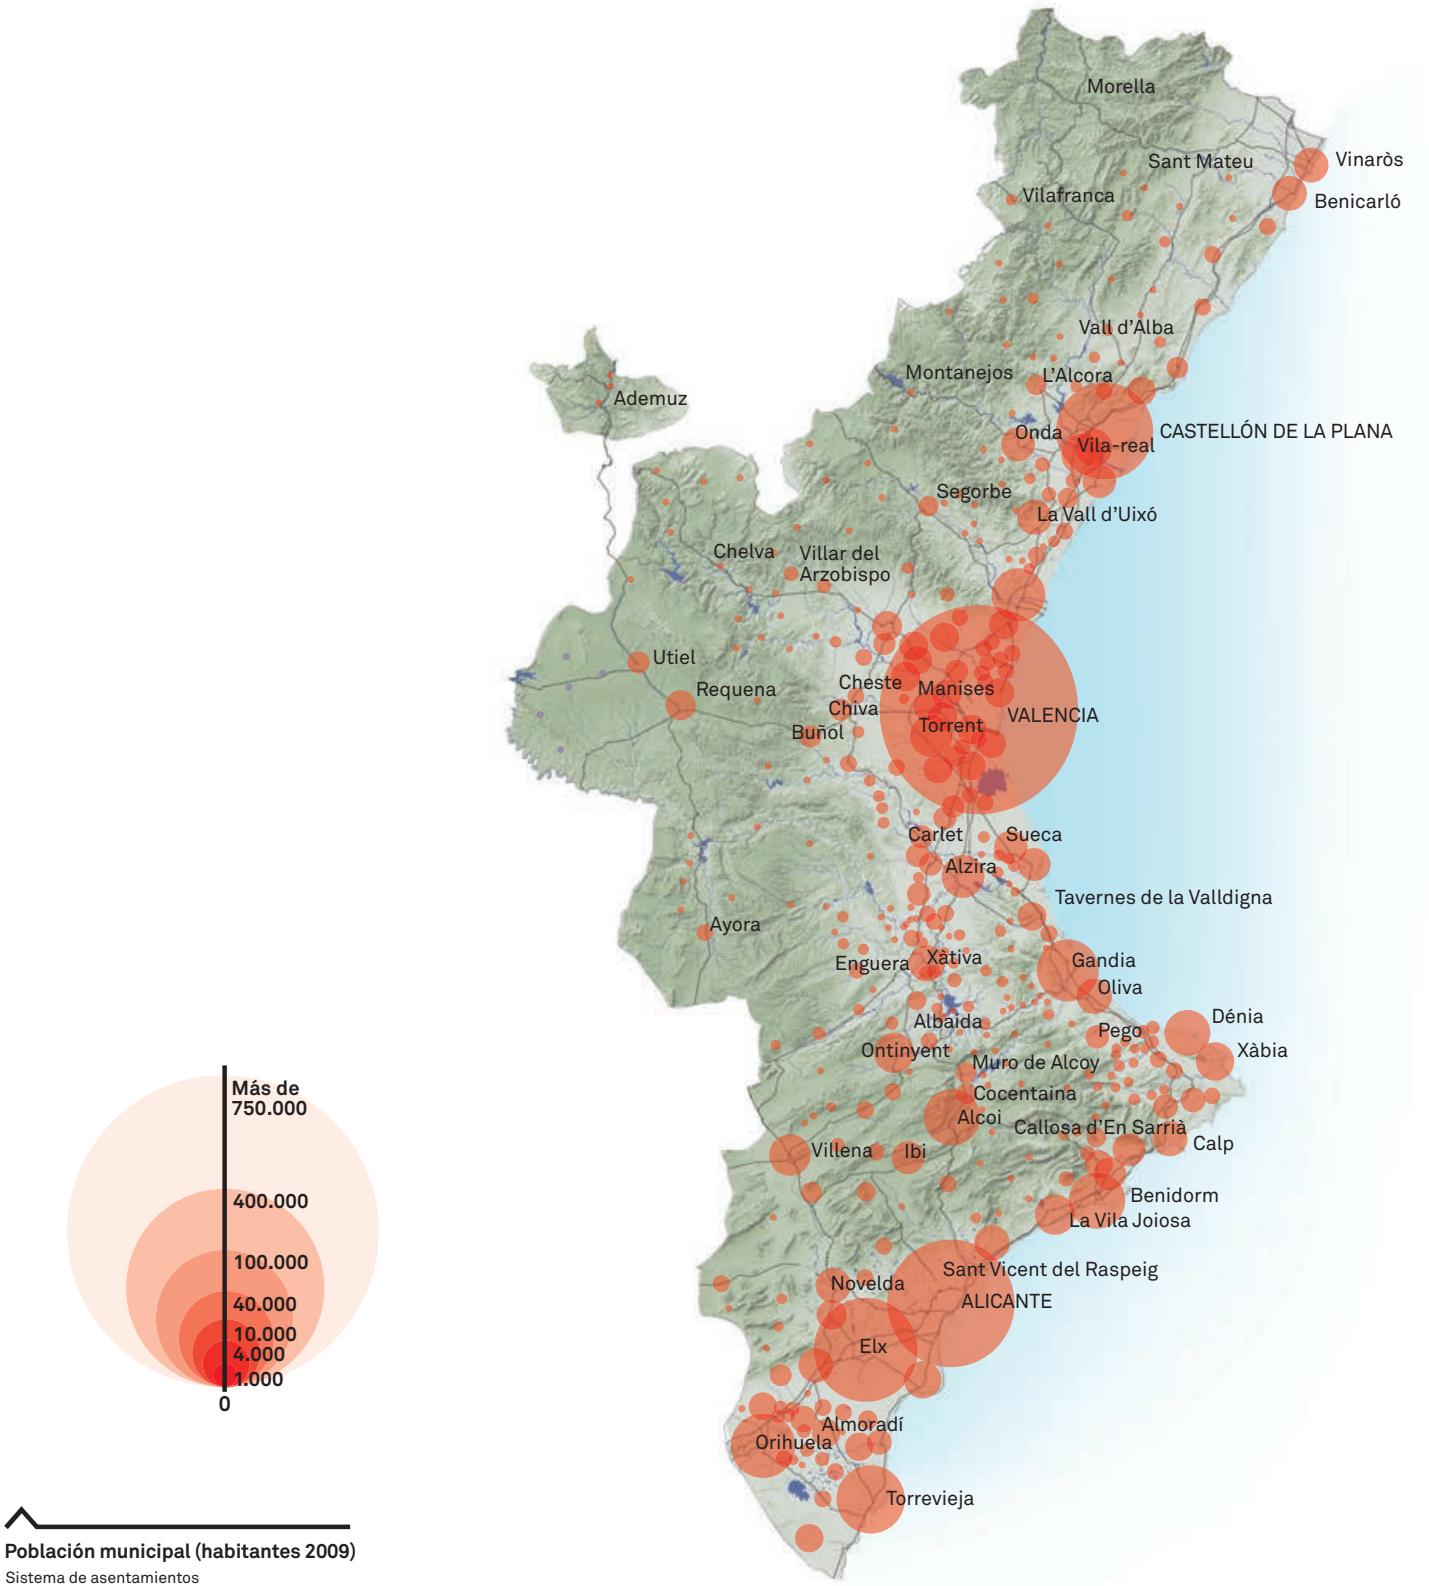 Morella
Sant Mateu
Vinaròs
Vilafranca
Benicarló
Vall d'Alba
Montanejos
L'Alcora
Ademuz
Onda
CASTELLÓN DE LA PLANA
Vila-real
Segorbe
La Vall d'Uixó
Chelva
Villar del
Arzobispo
Utiel
Requena
Cheste
Manises
Chiva
VALENCIA
Torrent
Buñol
Carlet
Sueca
Alzira
Tavernes de la Valldigna
Ayora
Enguera
Xàtiva
Gandia
Oliva
Albaida
Pego
Dénia
Ontinyent
Xàbia
Muro de Alcoy
Cocentaina
Alcoi
Callosa d'En Sarrià
Calp
Villena
Ibi
Benidorm
La Vila Joiosa
Sant Vicent del Raspeig
Novelda
ALICANTE
Elx
Almoradí
Orihuela
Torrevieja
Más de
750.000
400.000
100.000
40.000
10.000
4.000
1.000
0
Población municipal (habitantes 2009)
Sistema de asentamientos